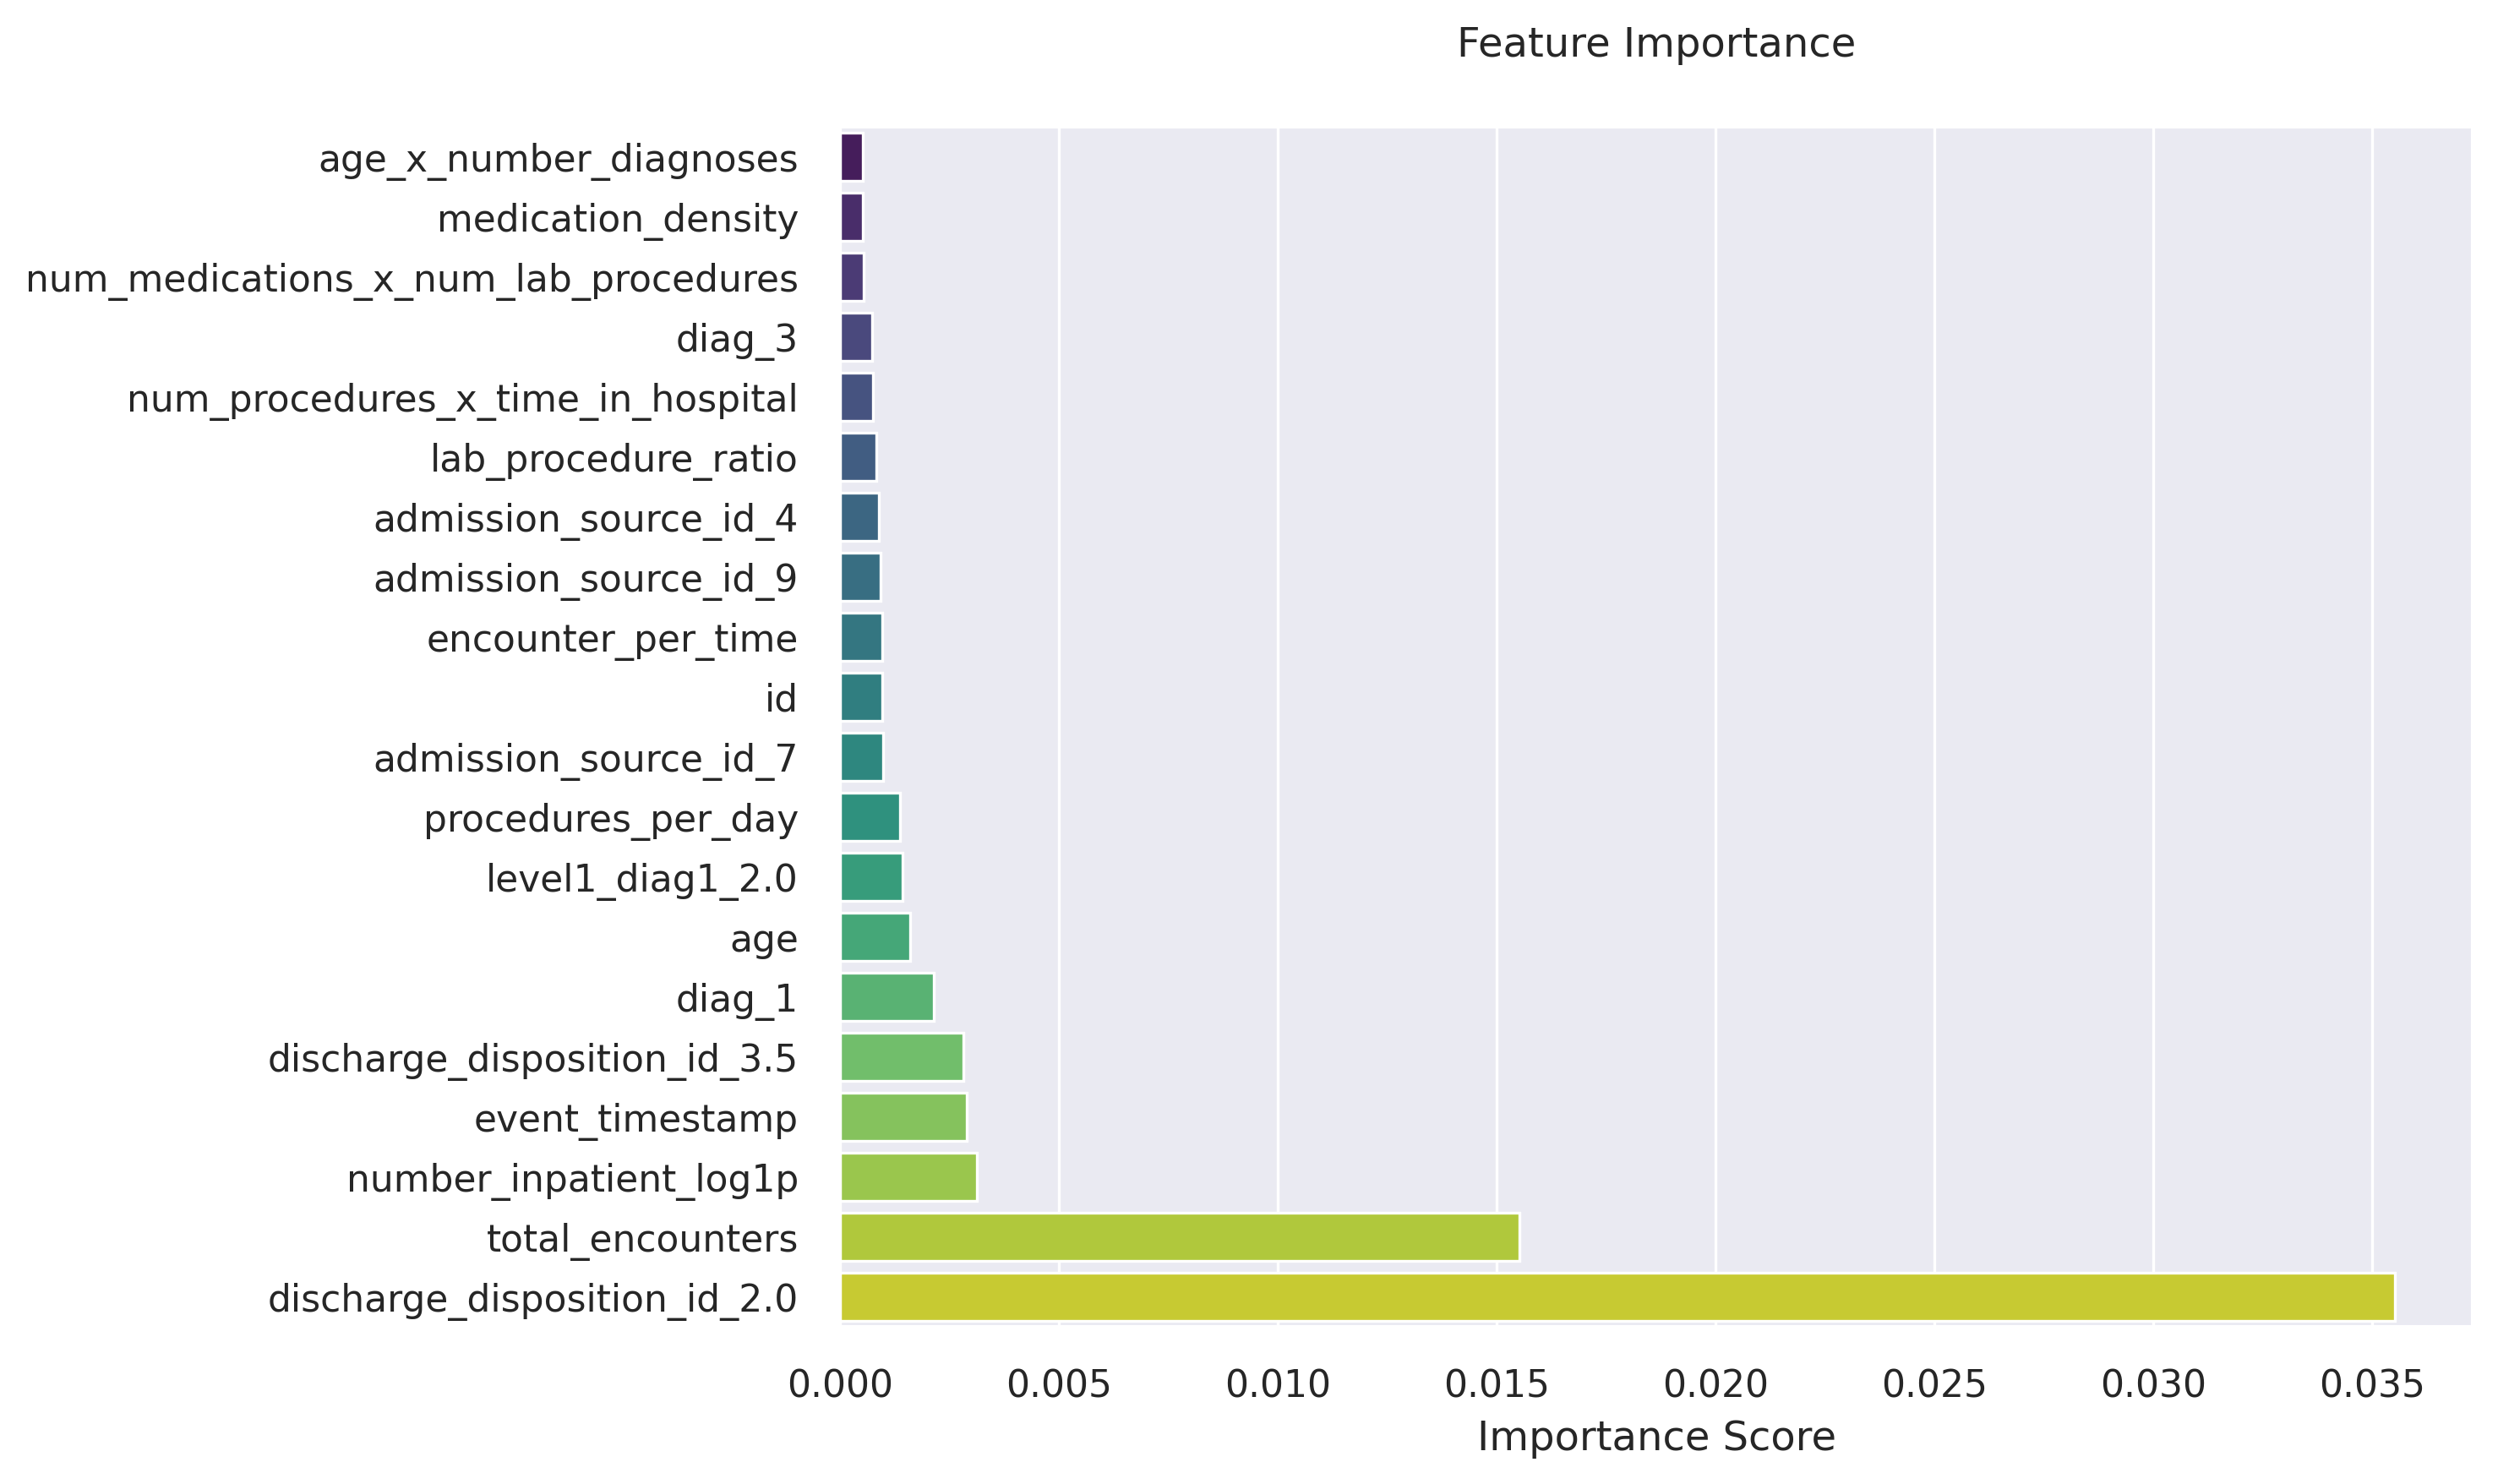 Feature Importance
age_x_number_diagnoses
medication_density
num_medications_x_num_lab_procedures
diag_3
num_procedures_x_time_in_hospital
lab_procedure_ratio
admission_source_id_4
admission_source_id_9
encounter_per_time
id
admission_source_id_7
procedures_per_day
level1_diag1_2.0
age
diag_1
discharge_disposition_id_3.5
event_timestamp
number_inpatient_log1p
total_encounters
discharge_disposition_id_2.0
0.000 0.005 0.010 0.015 0.020 0.025 0.030 0.035
Importance Score